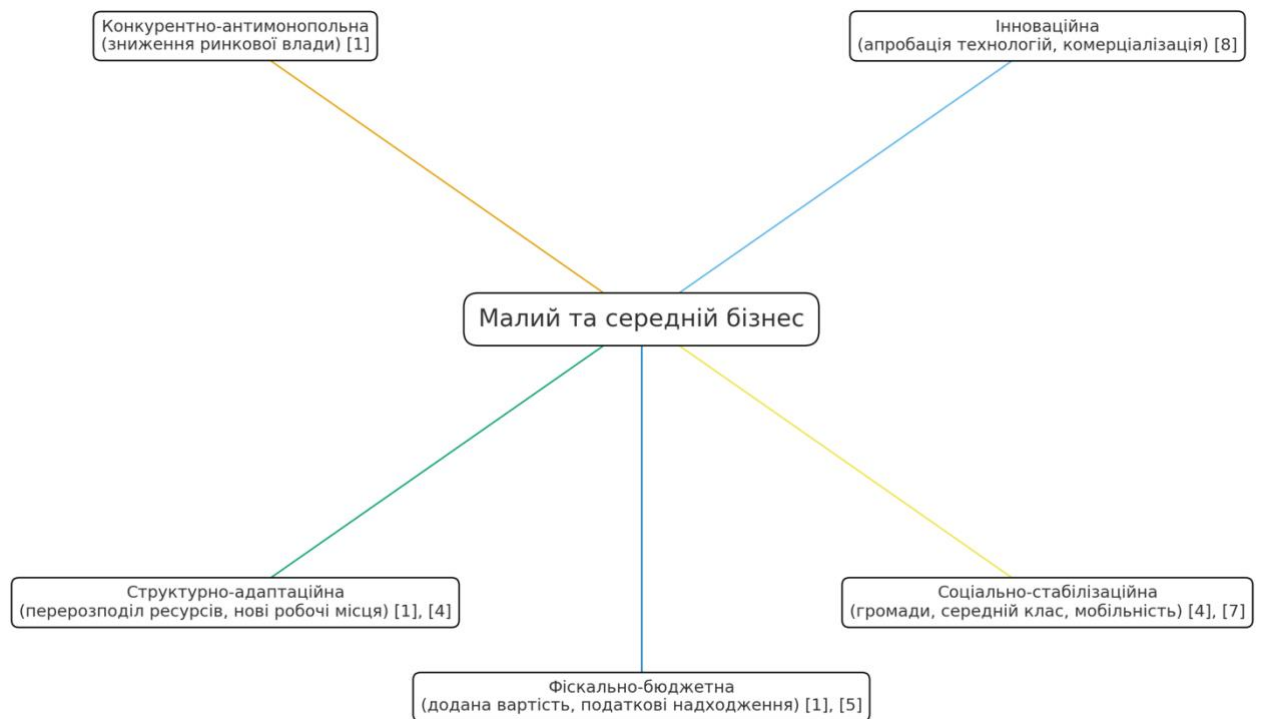 Конкурентно-антимонопольна
(зниження ринкової влади) [1]
Інноваційна
(апробація технологій, комерціалізація) [8]
Малий та середній бізнес
Структурно-адаптаційна
(перерозподіл ресурсів, нові робочі місця) [1], [4]
Соціально-стабілізаційна
(громади, середній клас, мобільність) [4], [7]
Фіскально-бюджетна
(додана вартість, податкові надходження) [1], [5]